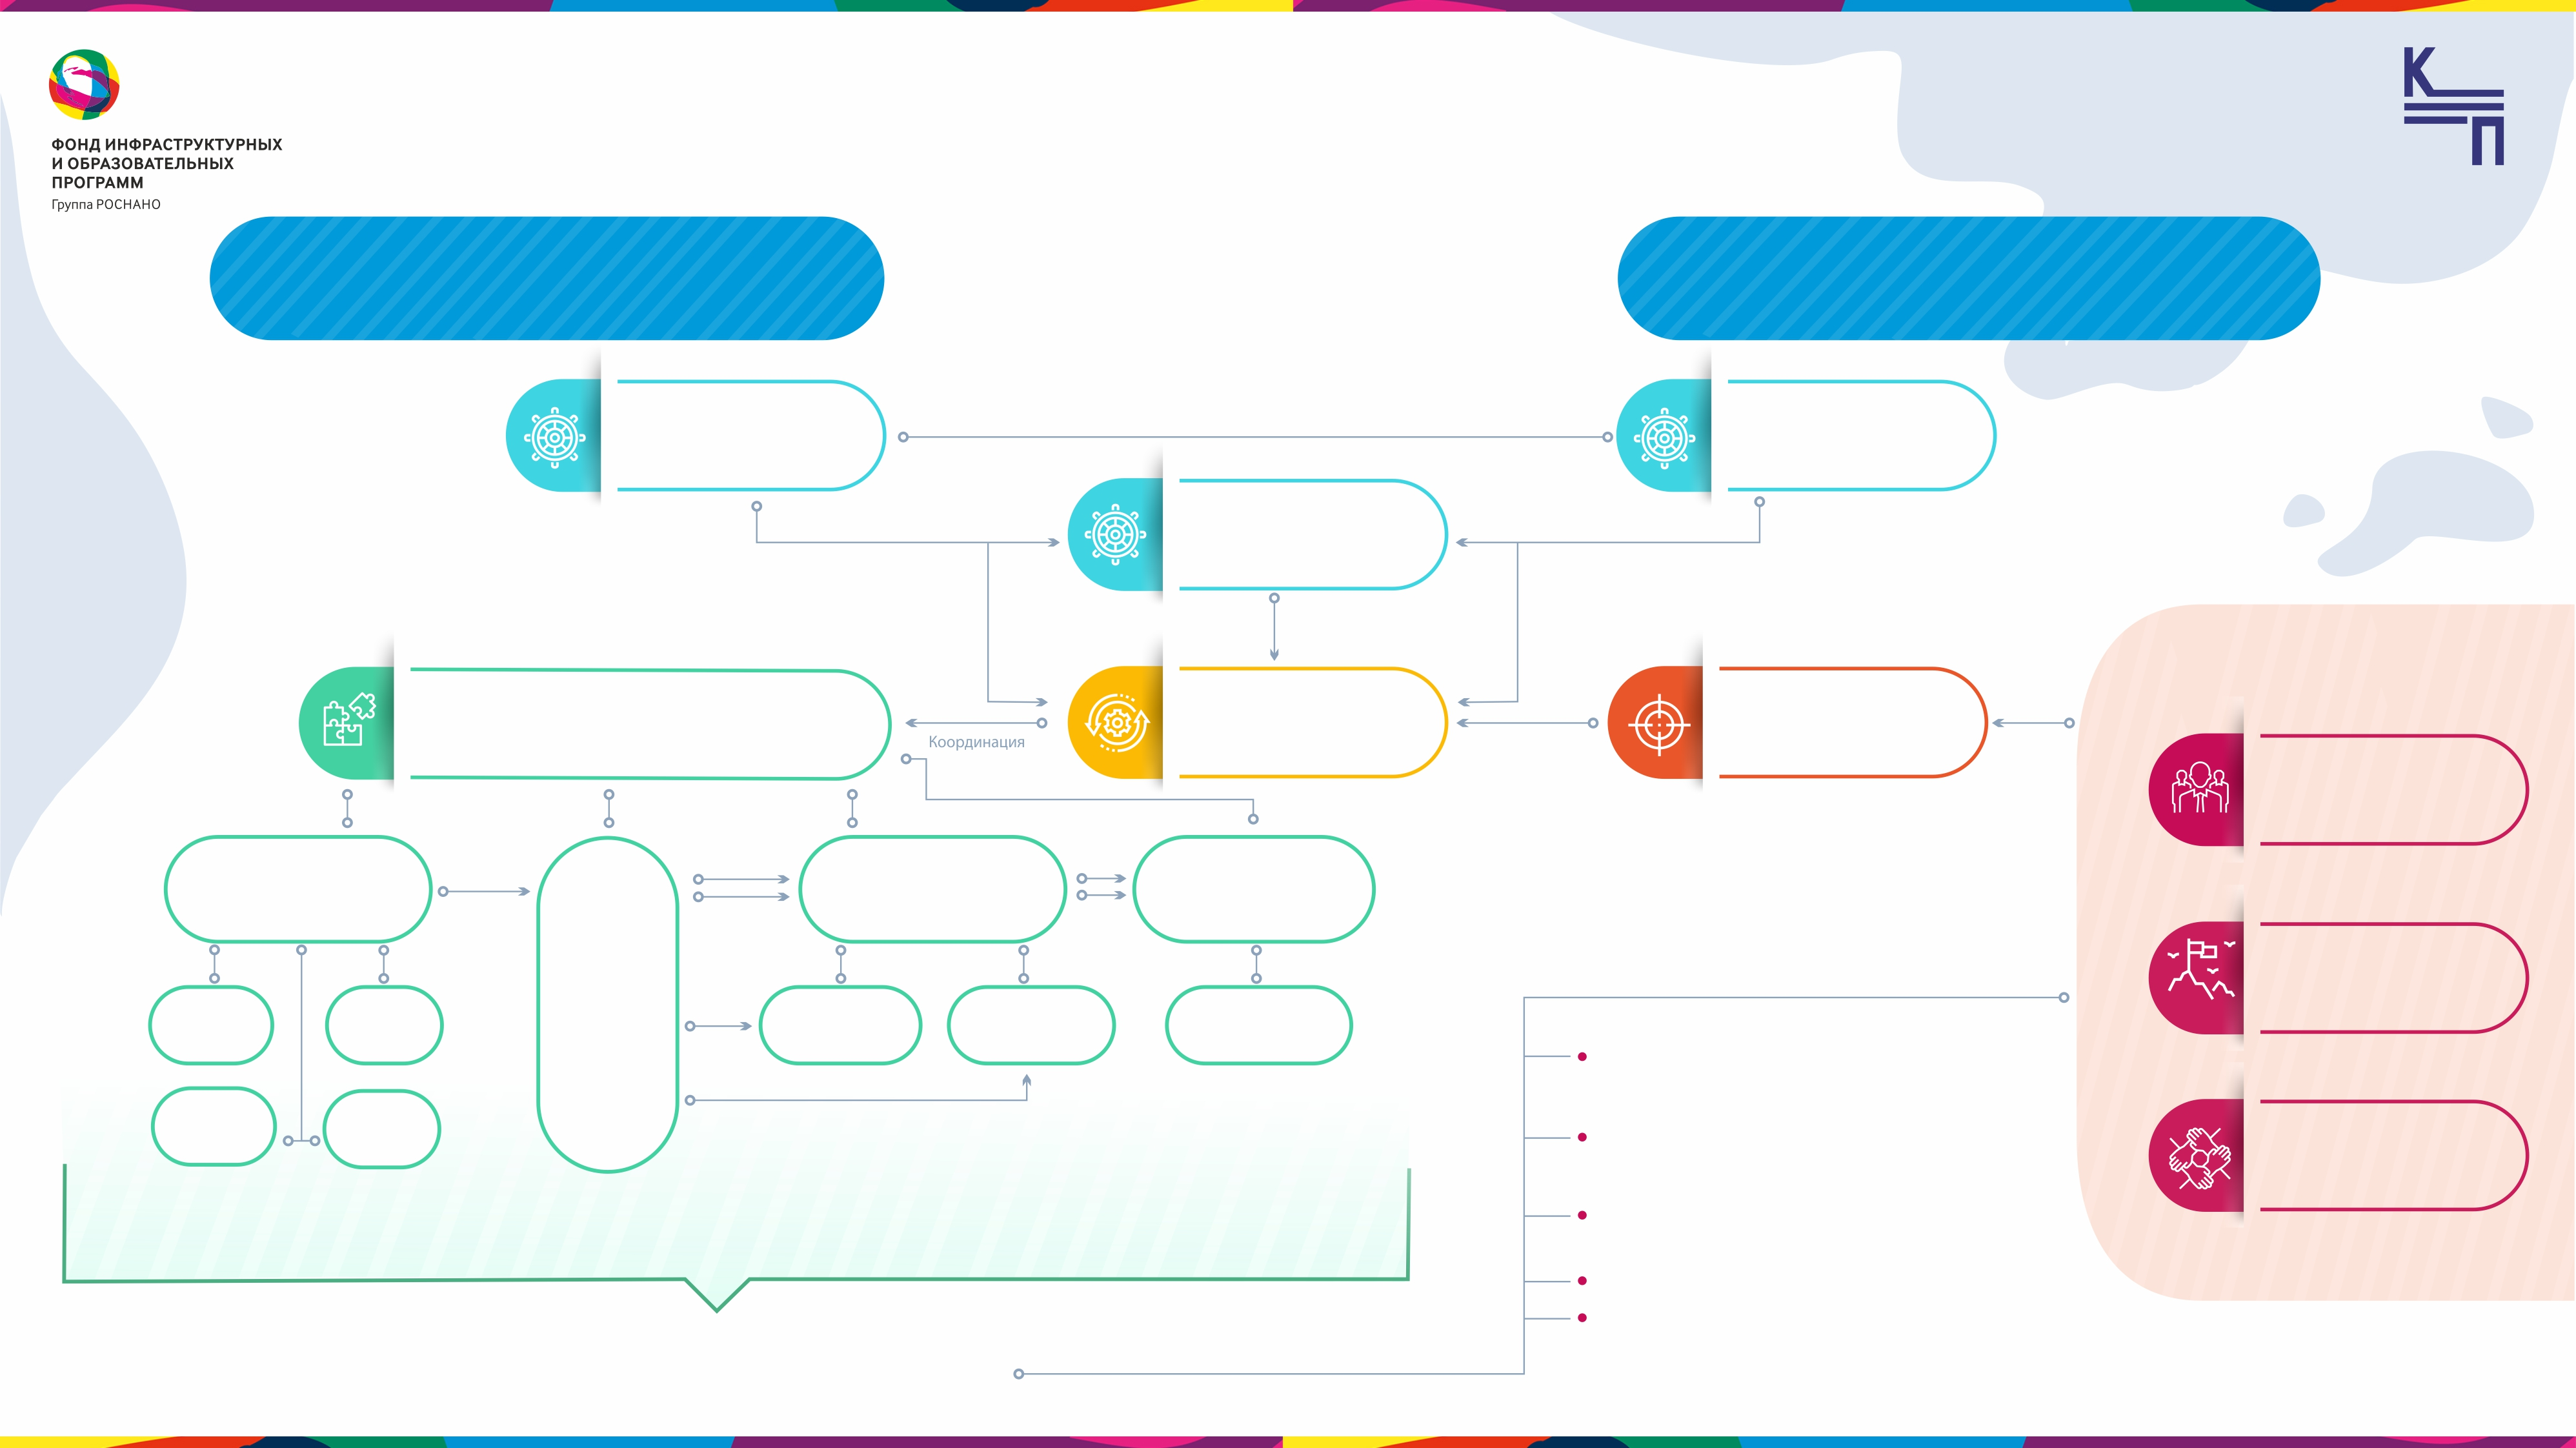 ФОНД ИНФРАСТРУКТУРНЫХ
И ОБРАЗОВАТЕЛЬНЫХ
ПРОГРАММ
Группа РОСНАНО
К
П
Координация